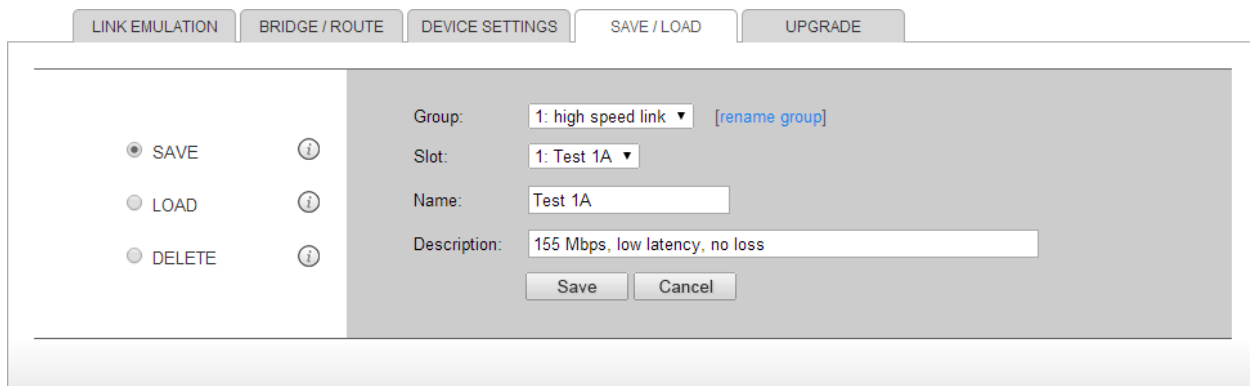 LINK EMULATION BRIDGE / ROUTE DEVICE SETTINGS SAVE / LOAD UPGRADE
Group: 1: high speed link [rename group]
SAVE i
Slot: 1: Test 1A
LOAD i
Name: Test 1A
DELETE i
Description: 155 Mbps, low latency, no loss
Save Cancel